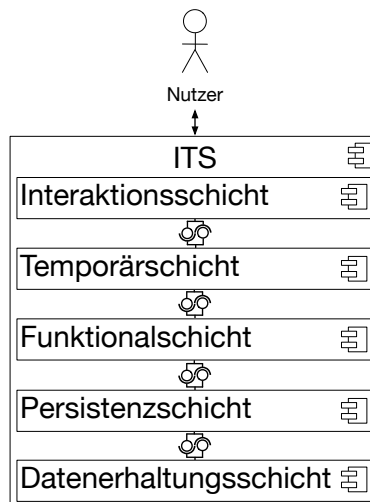 Nutzer
ITS
Interaktionsschicht
Temporärschicht
Funktionalschicht
Persistenzschicht
Datenerhaltungsschicht